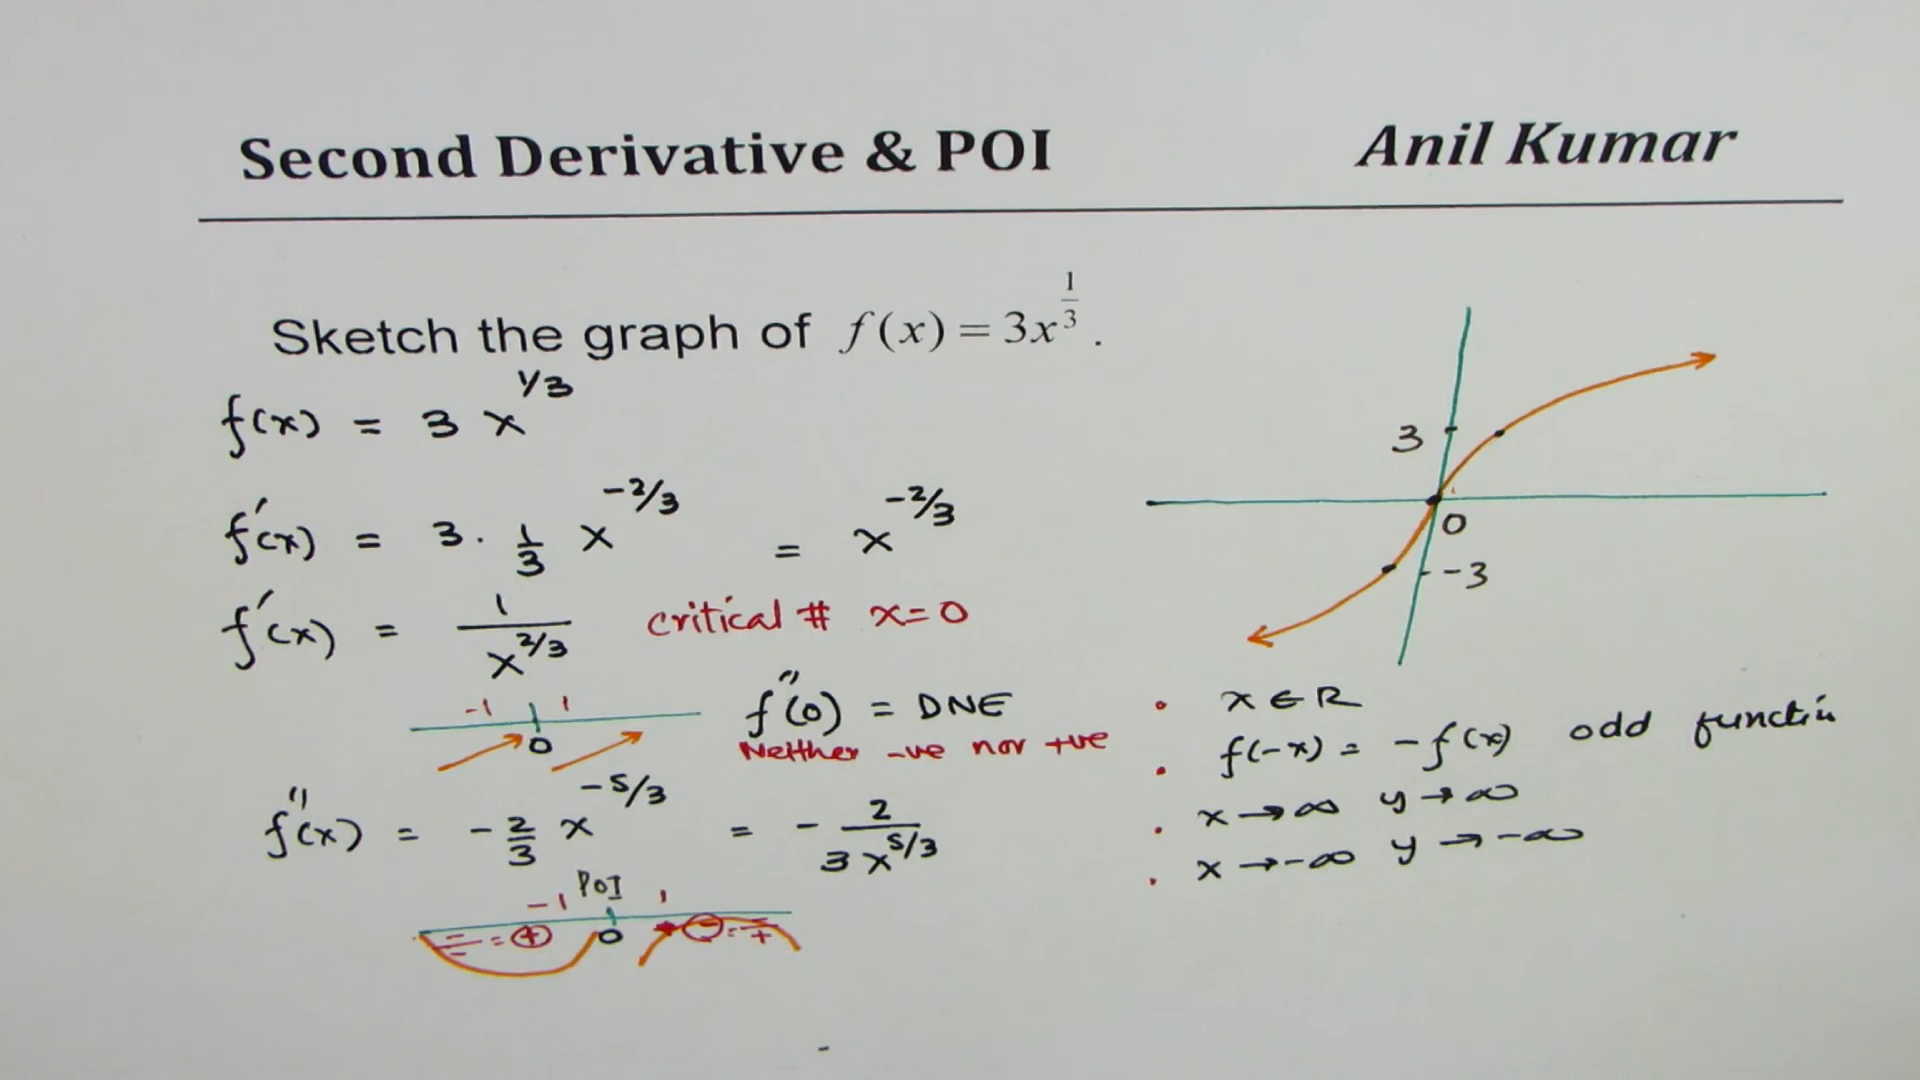 Second Derivative & POI
Anil Kumar
Sketch the graph of f(x) = 3x^(1/3).
f(x) = 3 x^(1/3)
f'(x) = 3 · 1/3 x^(-2/3) = x^(-2/3)
f'(x) = 1/x^(2/3) critical # x=0
-1 1
0
f''(0) = DNE
Neither -ve nor +ve
f''(x) = -2/3 x^(-5/3) = - 2/(3x^(5/3))
-1 POI 1
-/- = + 0 - = -/+
3
0
-3
• x ∈ R
• f(-x) = -f(x) odd functin
• x → ∞ y → ∞
• x → -∞ y → -∞